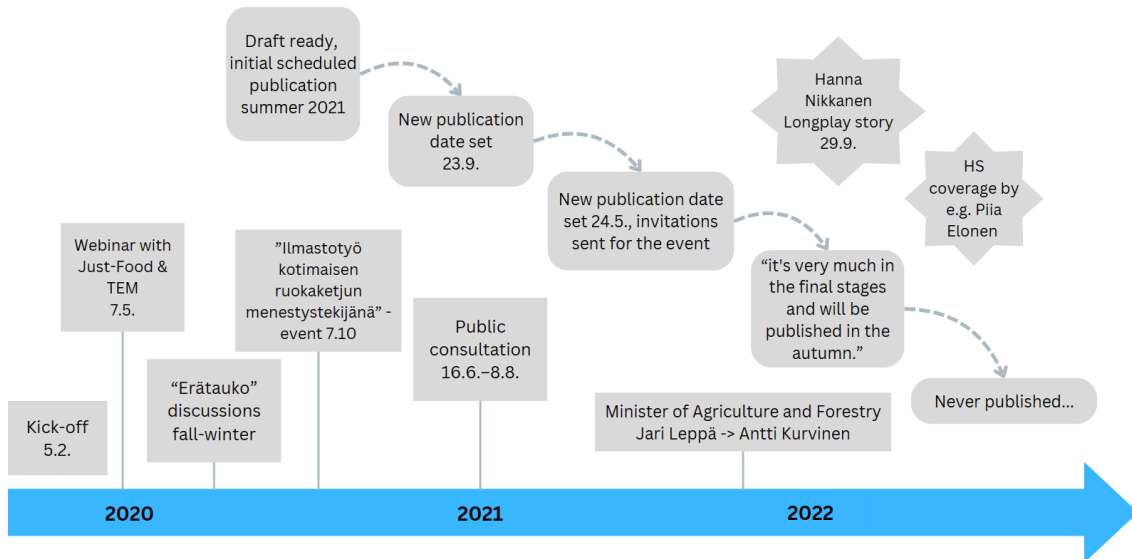 Draft ready,
initial scheduled
publication
summer 2021
New publication
date set
23.9.
New publication date
set 24.5., invitations
sent for the event
“it's very much in
the final stages
and will be
published in the
autumn.”
Never published...
Hanna
Nikkanen
Longplay story
29.9.
HS
coverage by
e.g. Piia
Elonen
Kick-off
5.2.
Webinar with
Just-Food &
TEM
7.5.
“Erätauko”
discussions
fall-winter
”Ilmastotyö
kotimaisen
ruokaketjun
menestystekijänä” -
event 7.10
Public
consultation
16.6.–8.8.
Minister of Agriculture and Forestry
Jari Leppä -> Antti Kurvinen
2020
2021
2022